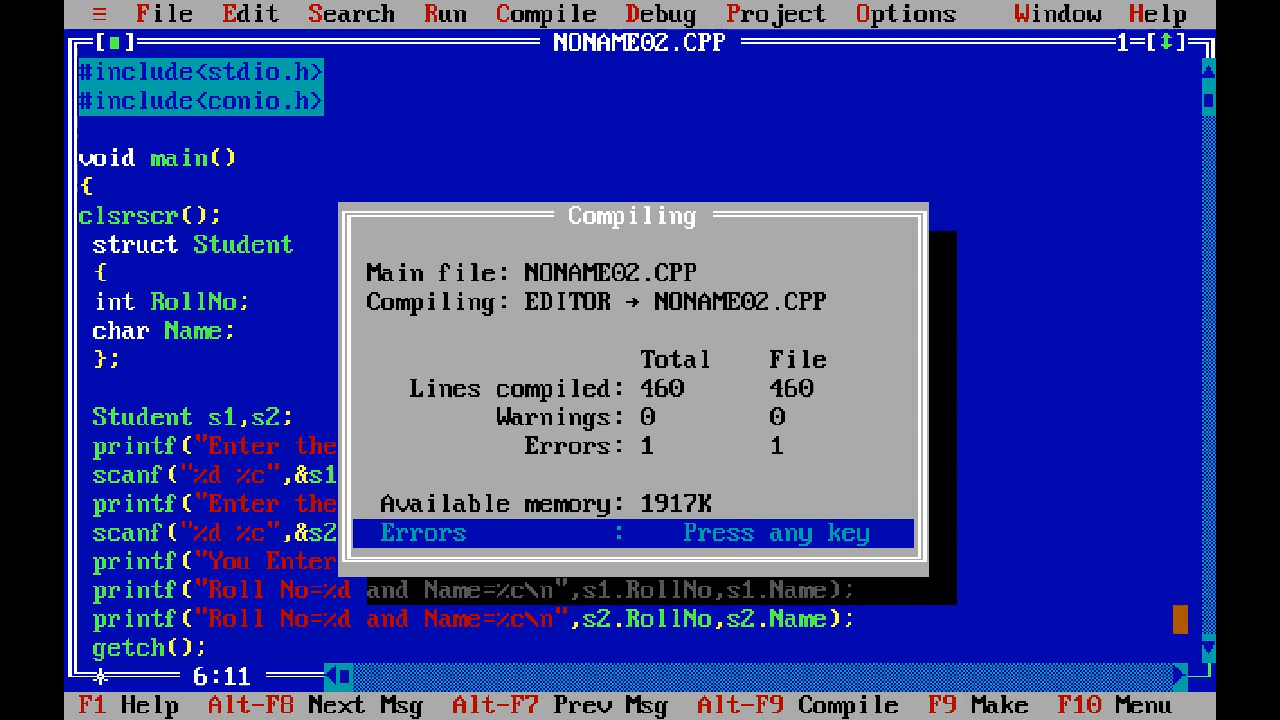 ≡ File Edit Search Run Compile Debug Project Options Window Help
[■] NONAME02.CPP 1=[↕]
#include<stdio.h>
#include<conio.h>
void main()
{
clsrscr();
struct Student
{
int RollNo;
char Name;
};
Student s1,s2;
printf("Enter the
scanf("%d %c",&s1
printf("Enter the
scanf("%d %c",&s2
printf("You Enter
printf("Roll No=%d and Name=%c\n",s1.RollNo,s1.Name);
printf("Roll No=%d and Name=%c\n",s2.RollNo,s2.Name);
getch();
Compiling
Main file: NONAME02.CPP
Compiling: EDITOR → NONAME02.CPP
Total File
Lines compiled: 460 460
Warnings: 0 0
Errors: 1 1
Available memory: 1917K
Errors : Press any key
6:11
F1 Help Alt-F8 Next Msg Alt-F7 Prev Msg Alt-F9 Compile F9 Make F10 Menu